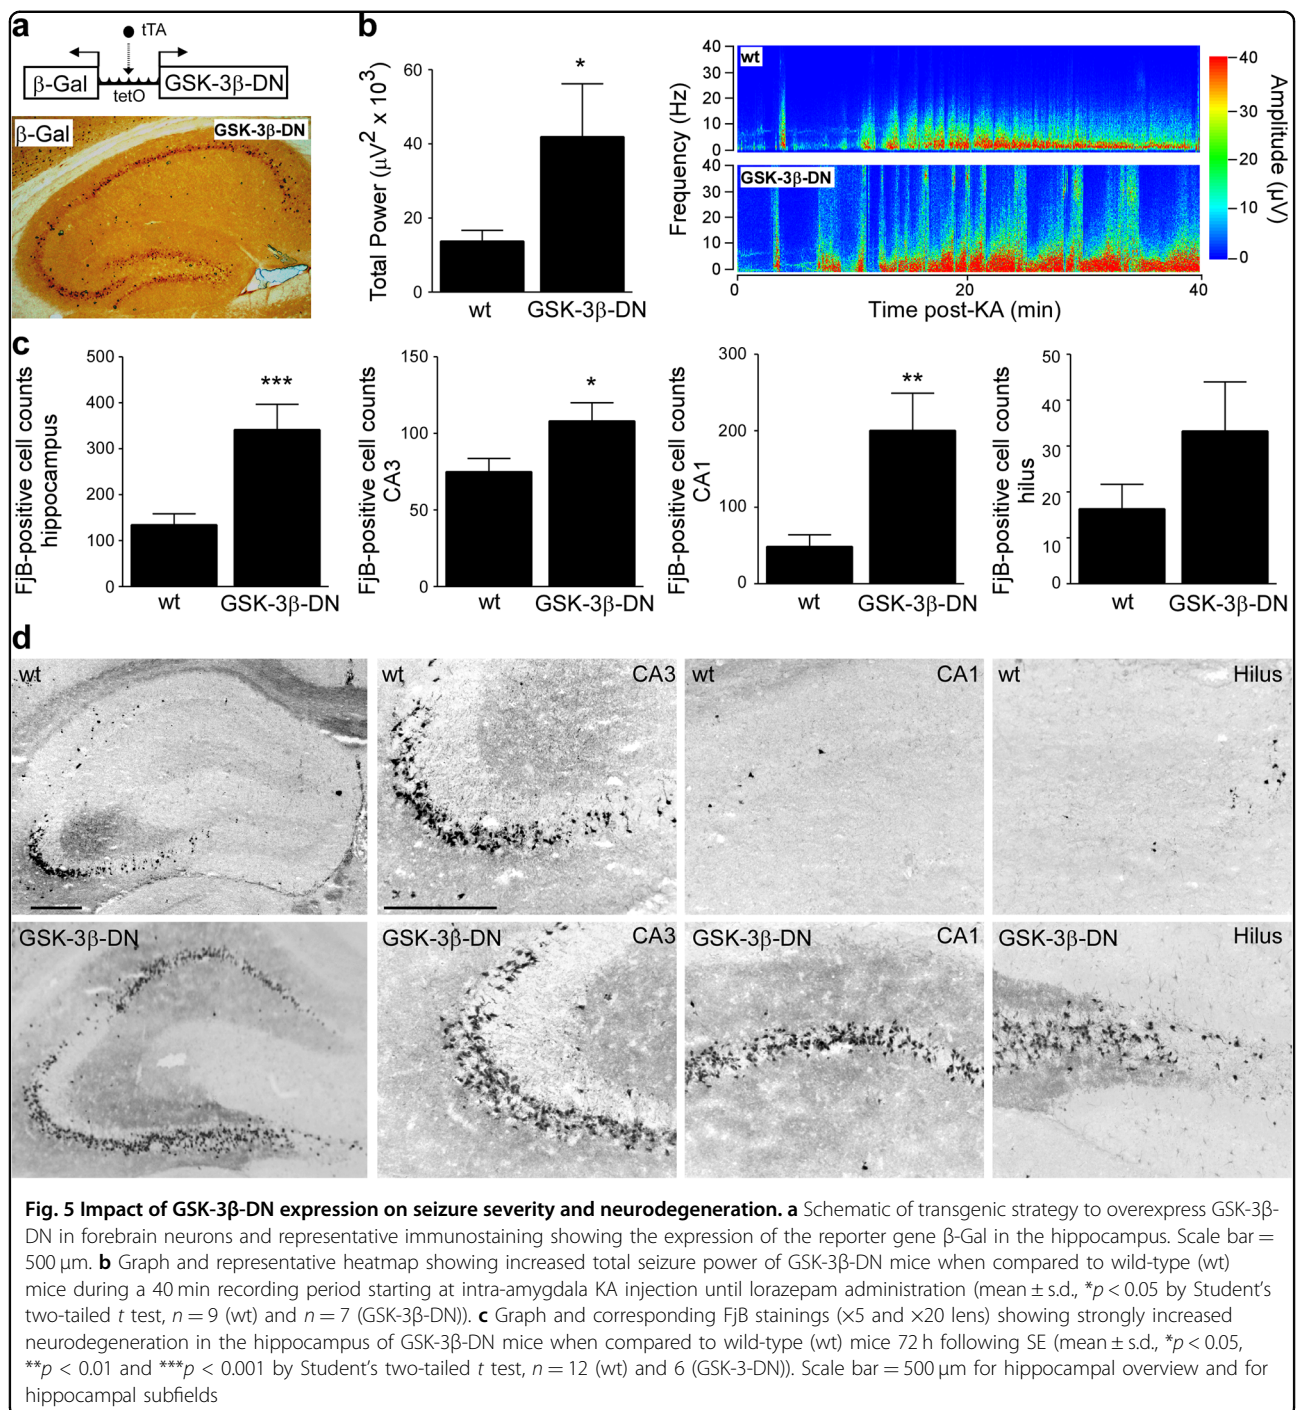 a
tTA
β-Gal
tetO
GSK-3β-DN
β-Gal
GSK-3β-DN
b
Total Power (μV² x 10³)
60
40
20
0
*
wt
GSK-3β-DN
Frequency (Hz)
40
30
20
10
0
wt
40
30
20
10
0
GSK-3β-DN
0
20
40
Time post-KA (min)
40
30
20
10
0
Amplitude (μV)
c
FjB-positive cell counts
hippocampus
500
400
300
200
100
0
***
wt
GSK-3β-DN
FjB-positive cell counts
CA3
150
100
50
0
*
wt
GSK-3β-DN
FjB-positive cell counts
CA1
300
200
100
0
**
wt
GSK-3β-DN
FjB-positive cell counts
hilus
50
40
30
20
10
0
wt
GSK-3β-DN
d
wt
wt CA3
wt CA1
wt Hilus
GSK-3β-DN
GSK-3β-DN CA3
GSK-3β-DN CA1
GSK-3β-DN Hilus
Fig. 5 Impact of GSK-3β-DN expression on seizure severity and neurodegeneration. a Schematic of transgenic strategy to overexpress GSK-3β-
DN in forebrain neurons and representative immunostaining showing the expression of the reporter gene β-Gal in the hippocampus. Scale bar =
500 μm. b Graph and representative heatmap showing increased total seizure power of GSK-3β-DN mice when compared to wild-type (wt)
mice during a 40 min recording period starting at intra-amygdala KA injection until lorazepam administration (mean ± s.d., *p < 0.05 by Student's
two-tailed t test, n = 9 (wt) and n = 7 (GSK-3β-DN)). c Graph and corresponding FjB stainings (×5 and ×20 lens) showing strongly increased
neurodegeneration in the hippocampus of GSK-3β-DN mice when compared to wild-type (wt) mice 72 h following SE (mean ± s.d., *p < 0.05,
**p < 0.01 and ***p < 0.001 by Student's two-tailed t test, n = 12 (wt) and 6 (GSK-3-DN)). Scale bar = 500 μm for hippocampal overview and for
hippocampal subfields